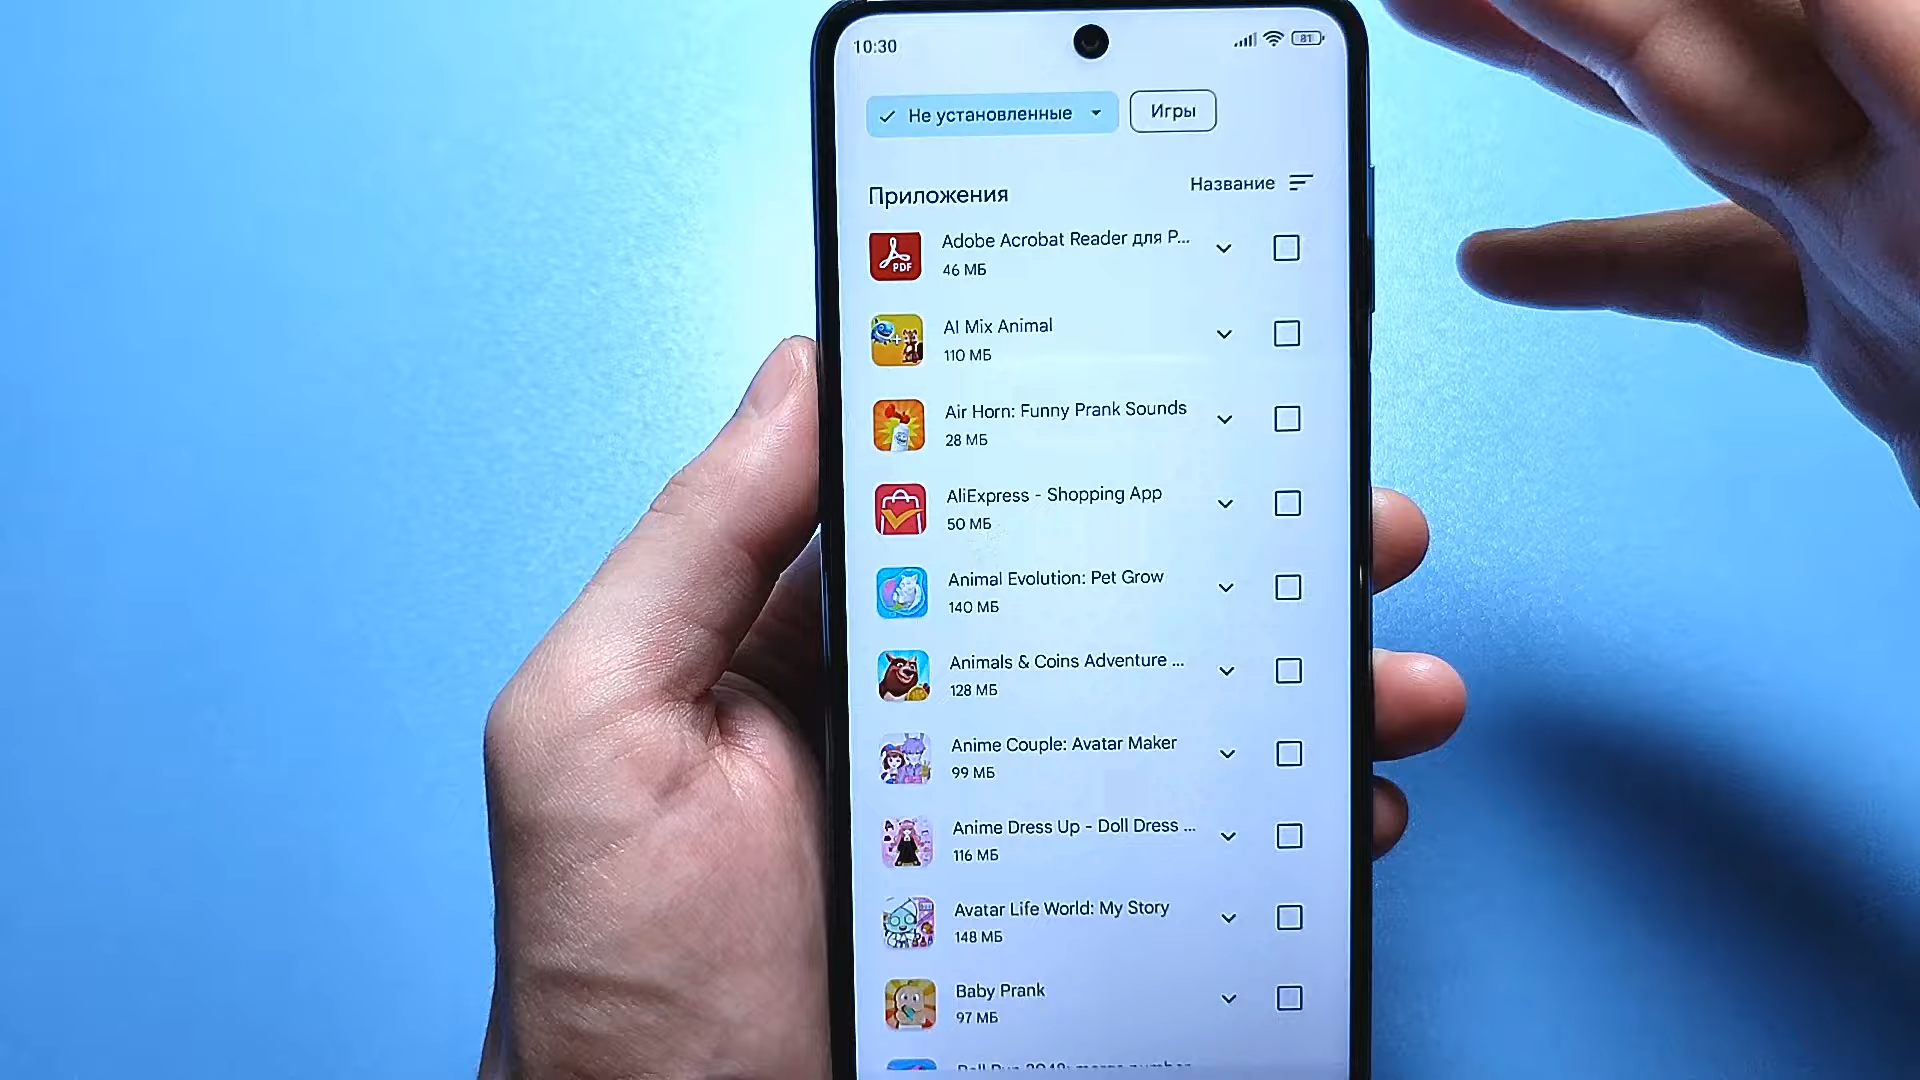 10:30
81
Не установленные
Игры
Приложения
Название
Adobe Acrobat Reader для P...
46 МБ
PDF
AI Mix Animal
110 МБ
Air Horn: Funny Prank Sounds
28 МБ
AliExpress - Shopping App
50 МБ
Animal Evolution: Pet Grow
140 МБ
Animals & Coins Adventure ...
128 МБ
Anime Couple: Avatar Maker
99 МБ
Anime Dress Up - Doll Dress ...
116 МБ
Avatar Life World: My Story
148 МБ
Baby Prank
97 МБ